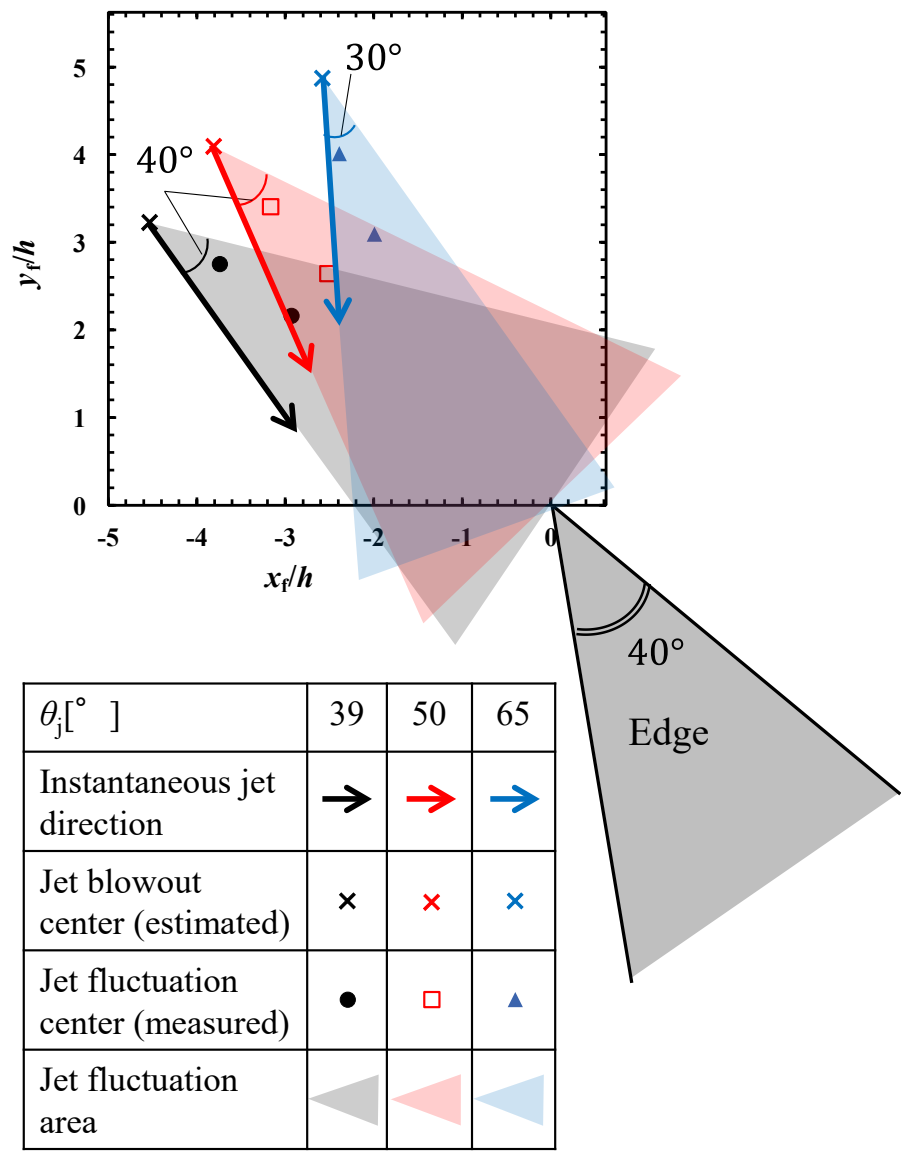 30°
5
4
40°
3
2
1
0
y_f/h
-5
-4
-3
-2
-1
0
x_f/h
40°
Edge
θ_j[° ]
39
50
65
Instantaneous jet
direction
Jet blowout
center (estimated)
Jet fluctuation
center (measured)
Jet fluctuation
area